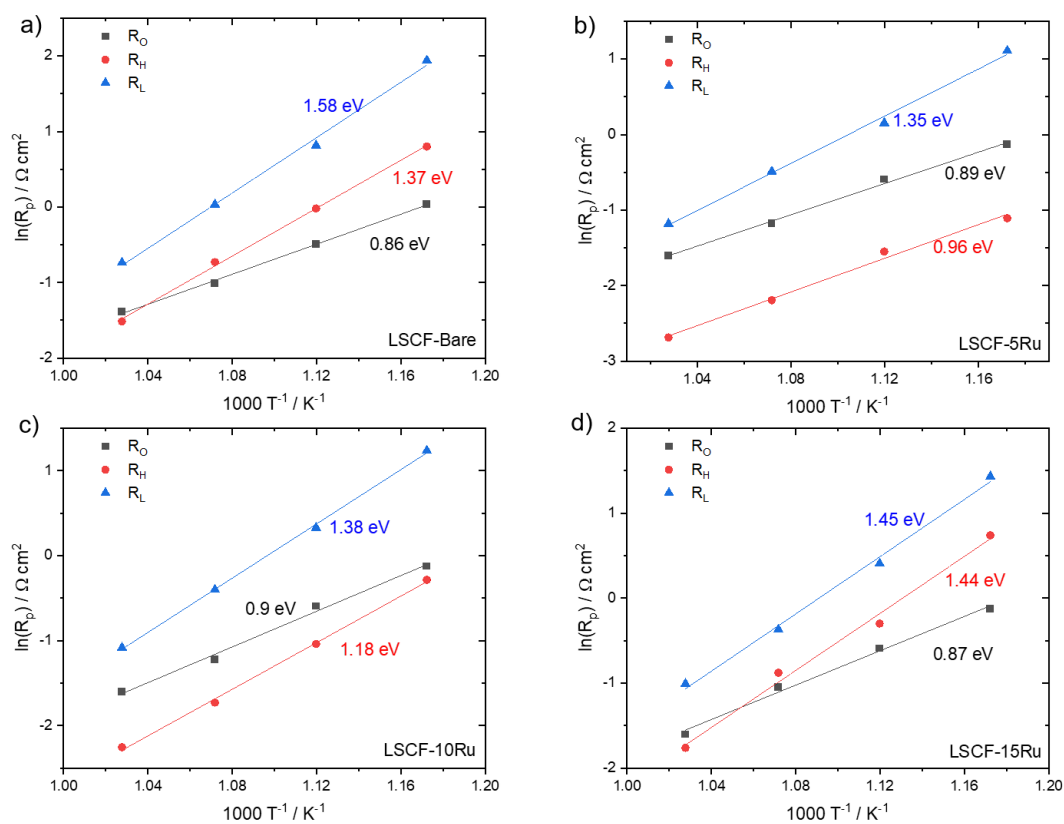 a)
R_O
R_H
R_L
1.58 eV
1.37 eV
0.86 eV
LSCF-Bare
2
1
0
-1
-2
1.00 1.04 1.08 1.12 1.16 1.20
ln(R_p) / Ω cm²
1000 T⁻¹ / K⁻¹
b)
R_O
R_H
R_L
1.35 eV
0.89 eV
0.96 eV
LSCF-5Ru
1
0
-1
-2
-3
1.04 1.08 1.12 1.16
ln(R_p) / Ω cm²
1000 T⁻¹ / K⁻¹
c)
R_O
R_H
R_L
1.38 eV
0.9 eV
1.18 eV
LSCF-10Ru
1
0
-1
-2
1.00 1.04 1.08 1.12 1.16 1.20
ln(R_p) / Ω cm²
1000 T⁻¹ / K⁻¹
d)
R_O
R_H
R_L
1.45 eV
1.44 eV
0.87 eV
LSCF-15Ru
2
1
0
-1
-2
1.00 1.04 1.08 1.12 1.16 1.20
ln(R_p) / Ω cm²
1000 T⁻¹ / K⁻¹